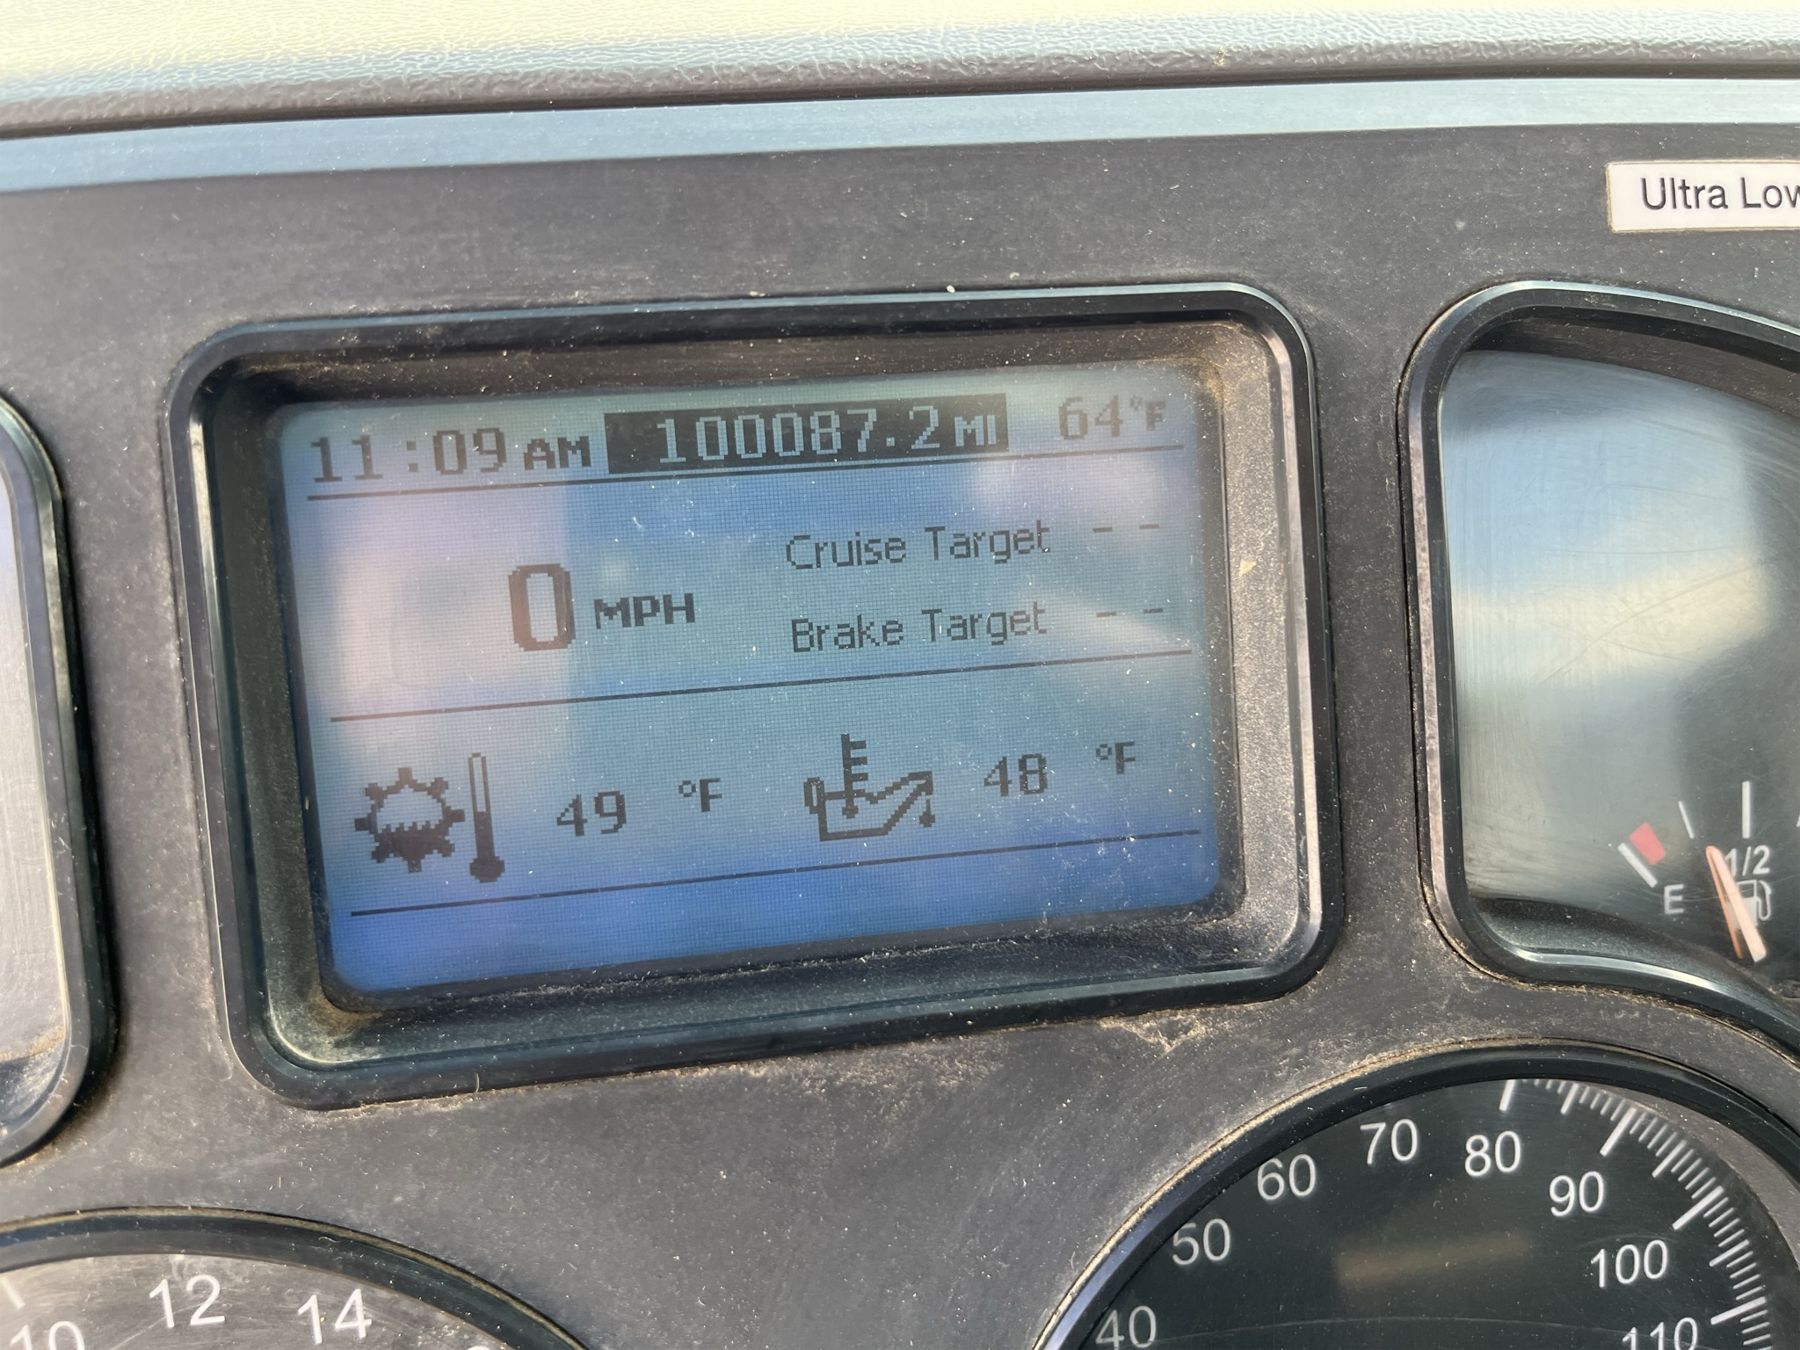 Ultra Low
11:09 AM 100087.2 MI 64°F
Cruise Target - -
0 MPH
Brake Target - -
49 °F 48 °F
1/2
E
10 12 14
40 50 60 70 80 90 100 110